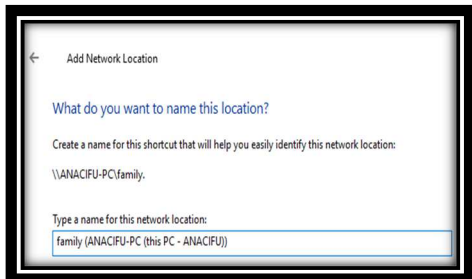 Add Network Location
What do you want to name this location?
Create a name for this shortcut that will help you easily identify this network location:
\\ANACIFU-PC\family.
Type a name for this network location:
family (ANACIFU-PC (this PC - ANACIFU))